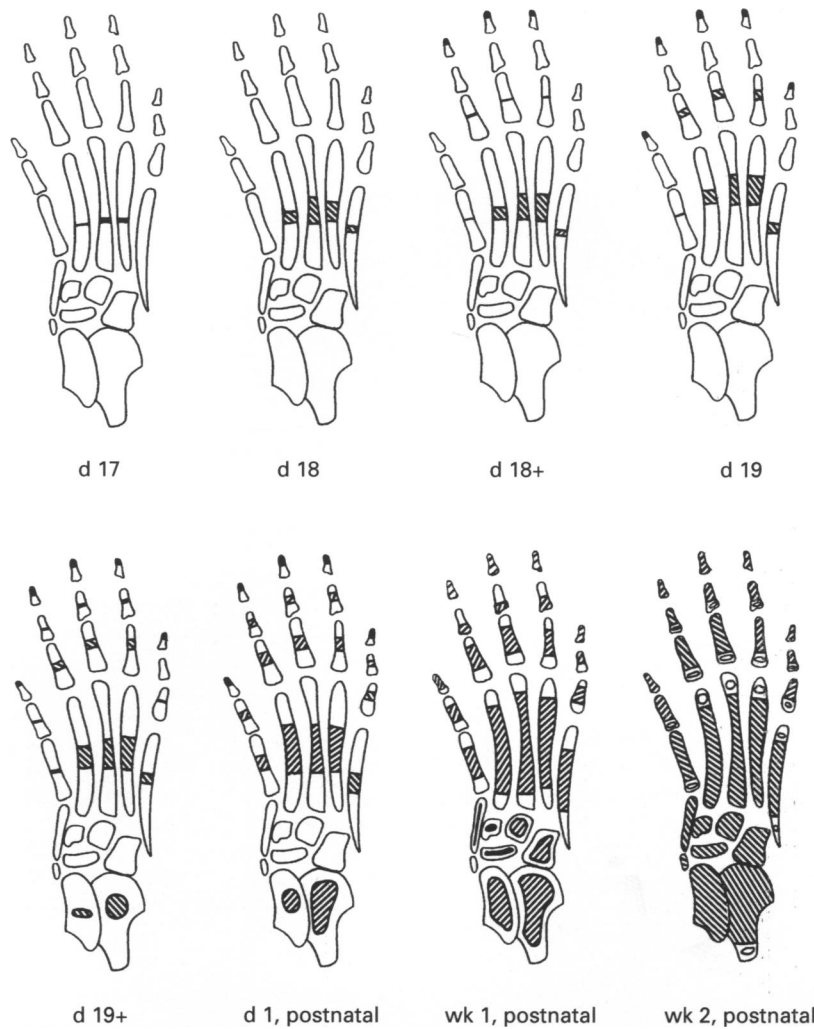 d 17 d 18 d 18+ d 19
d 19+ d 1, postnatal wk 1, postnatal wk 2, postnatal